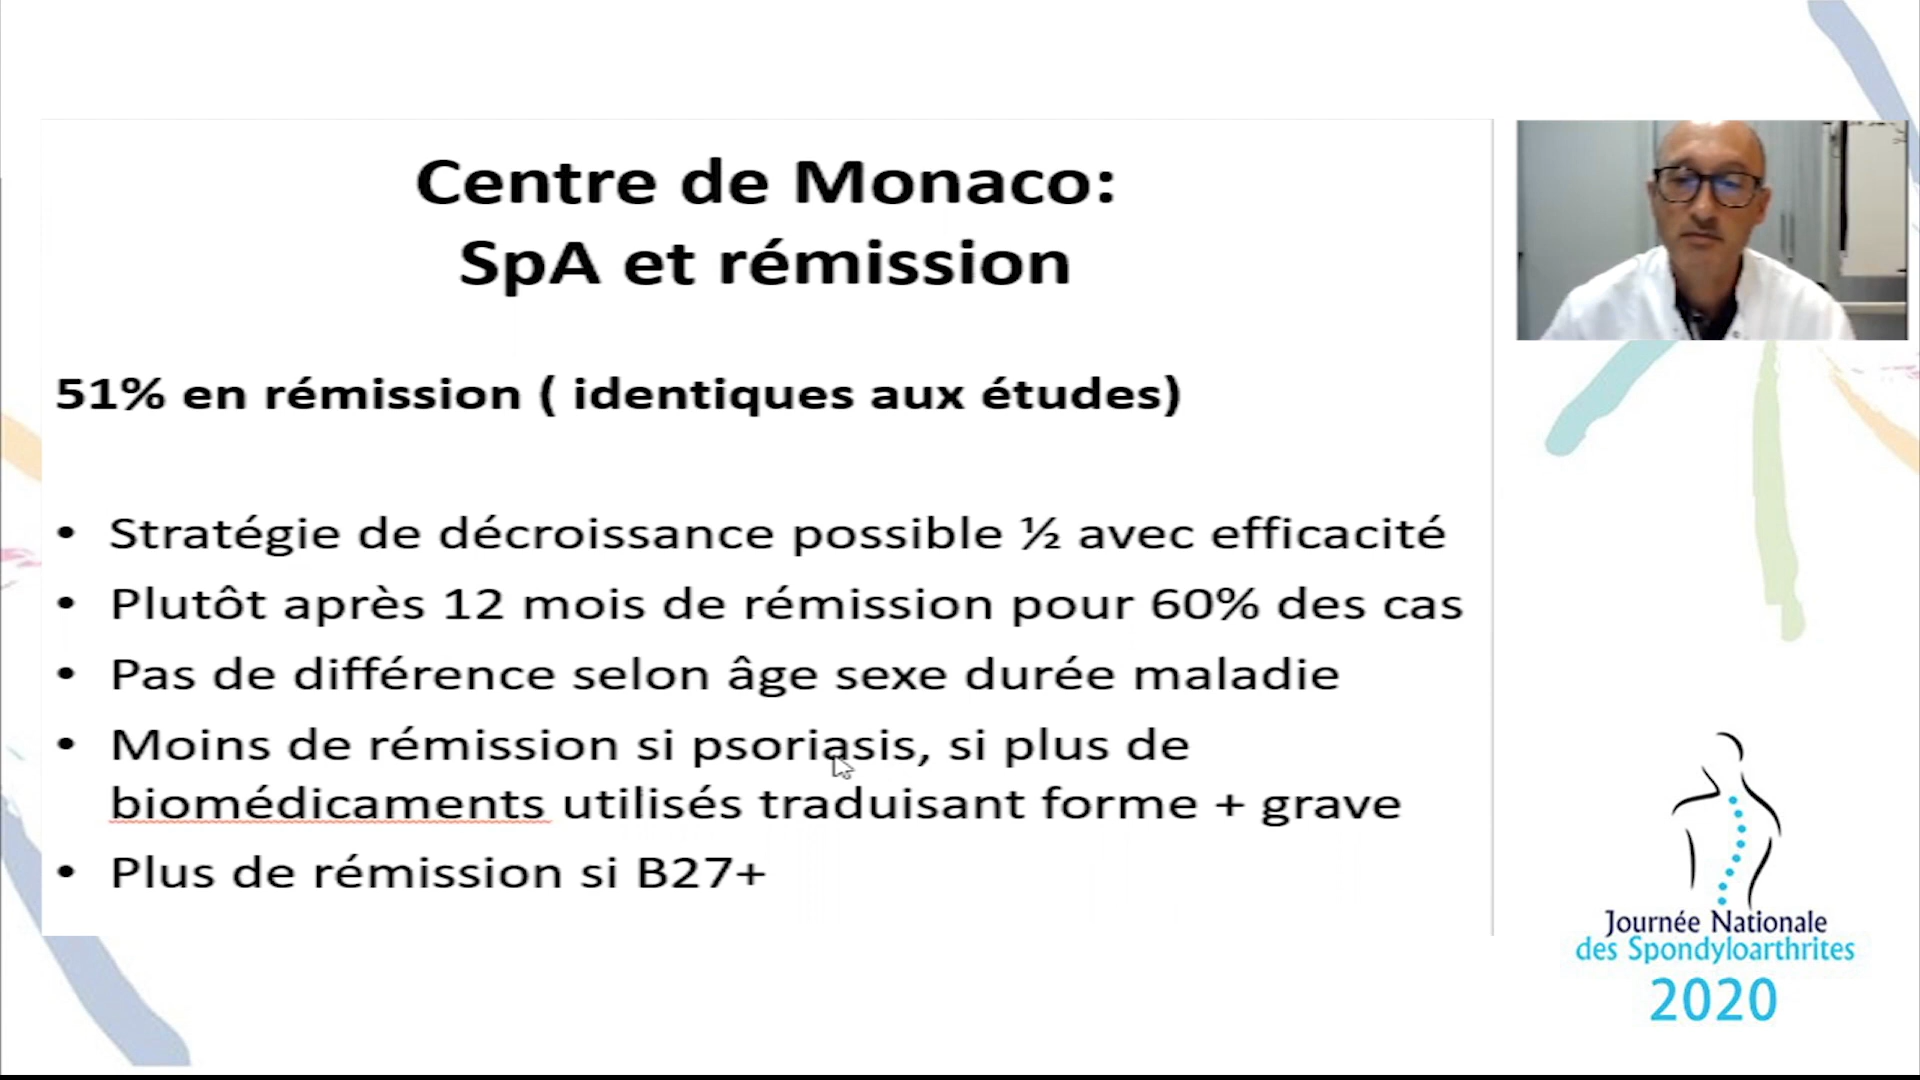 Centre de Monaco:
SpA et rémission
51% en rémission ( identiques aux études)
• Stratégie de décroissance possible ½ avec efficacité
• Plutôt après 12 mois de rémission pour 60% des cas
• Pas de différence selon âge sexe durée maladie
• Moins de rémission si psoriasis, si plus de
biomédicaments utilisés traduisant forme + grave
• Plus de rémission si B27+
Journée Nationale
des Spondyloarthrites
2020